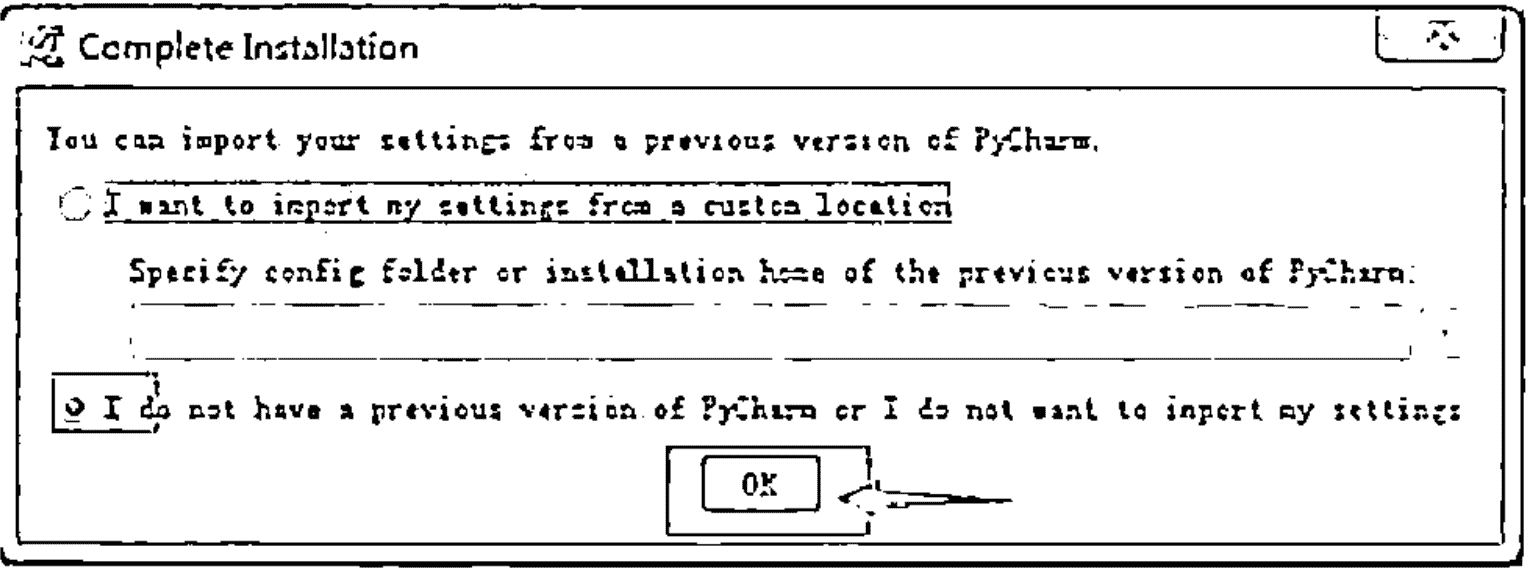 Complete Installation
You can import your settings from a previous version of PyCharm.
I want to import my settings from a custom location
Specify config folder or installation home of the previous version of PyCharm:
I do not have a previous version of PyCharm or I do not want to import my settings
OK